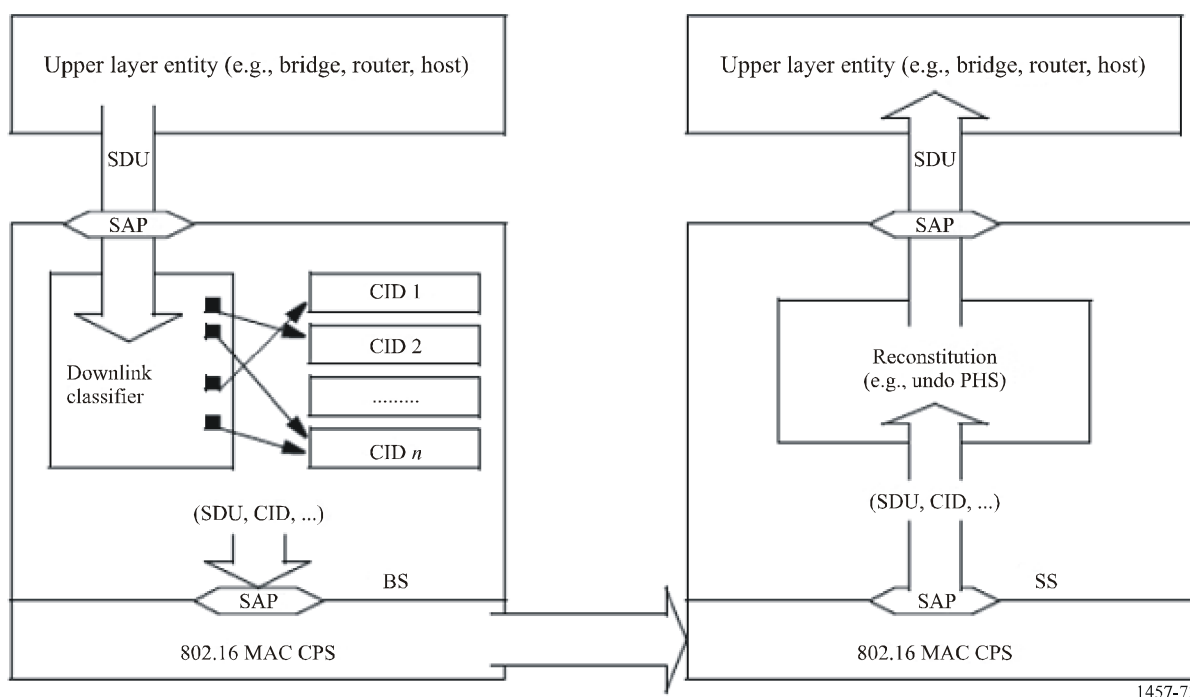 Upper layer entity (e.g., bridge, router, host)
SDU
SAP
Downlink
classifier
CID 1
CID 2
.........
CID n
(SDU, CID, ...)
BS
SAP
802.16 MAC CPS
Upper layer entity (e.g., bridge, router, host)
SDU
SAP
Reconstitution
(e.g., undo PHS)
(SDU, CID, ...)
SS
SAP
802.16 MAC CPS
1457-7